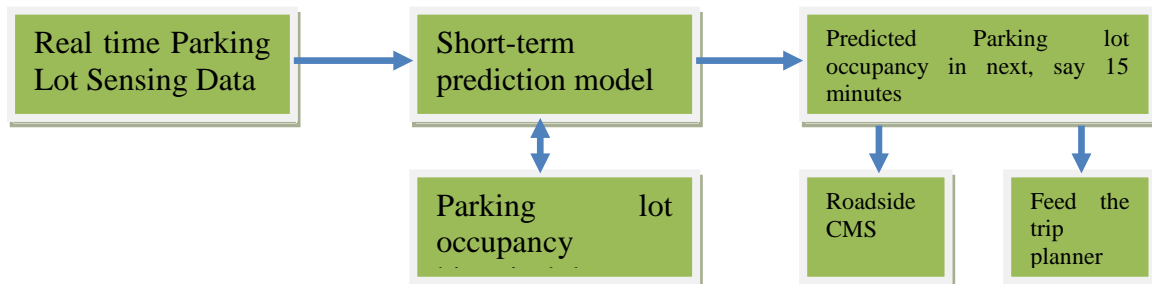 Real time Parking
Lot Sensing Data
Short-term
prediction model
Predicted Parking lot
occupancy in next, say 15
minutes
Parking lot
occupancy
Roadside
CMS
Feed the
trip
planner